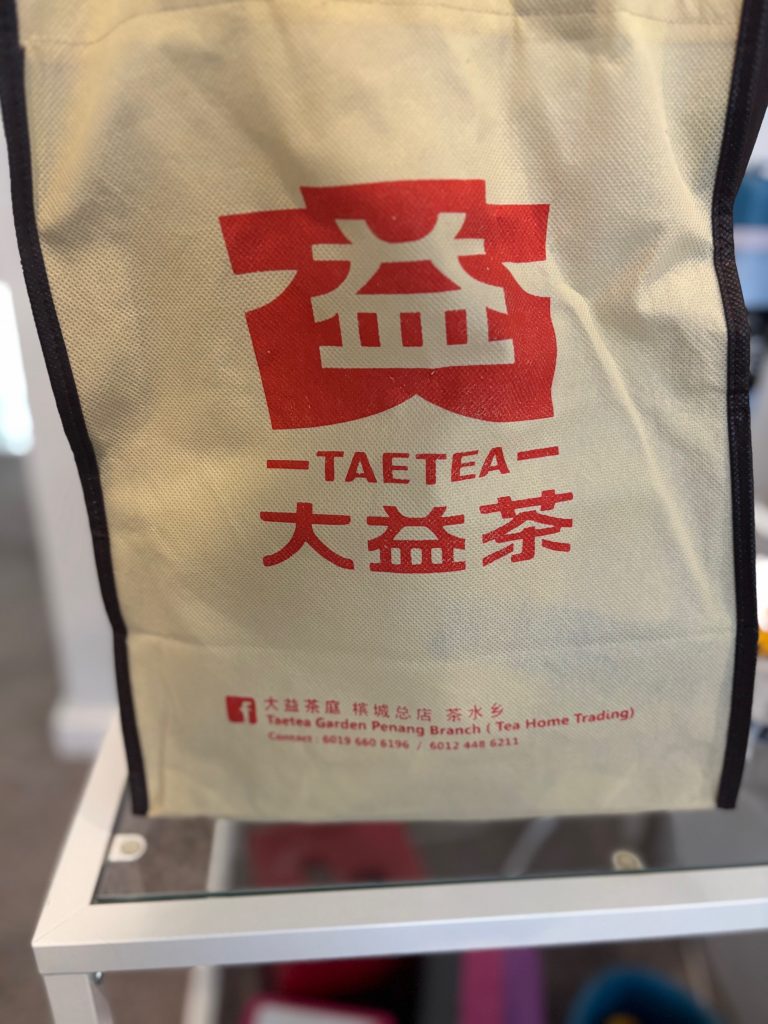 益
TAETEA
大益茶
大益茶庭 槟城总店 茶水乡
Taetea Garden Penang Branch ( Tea Home Trading)
Contact : 6019 660 6196 / 6012 448 6211